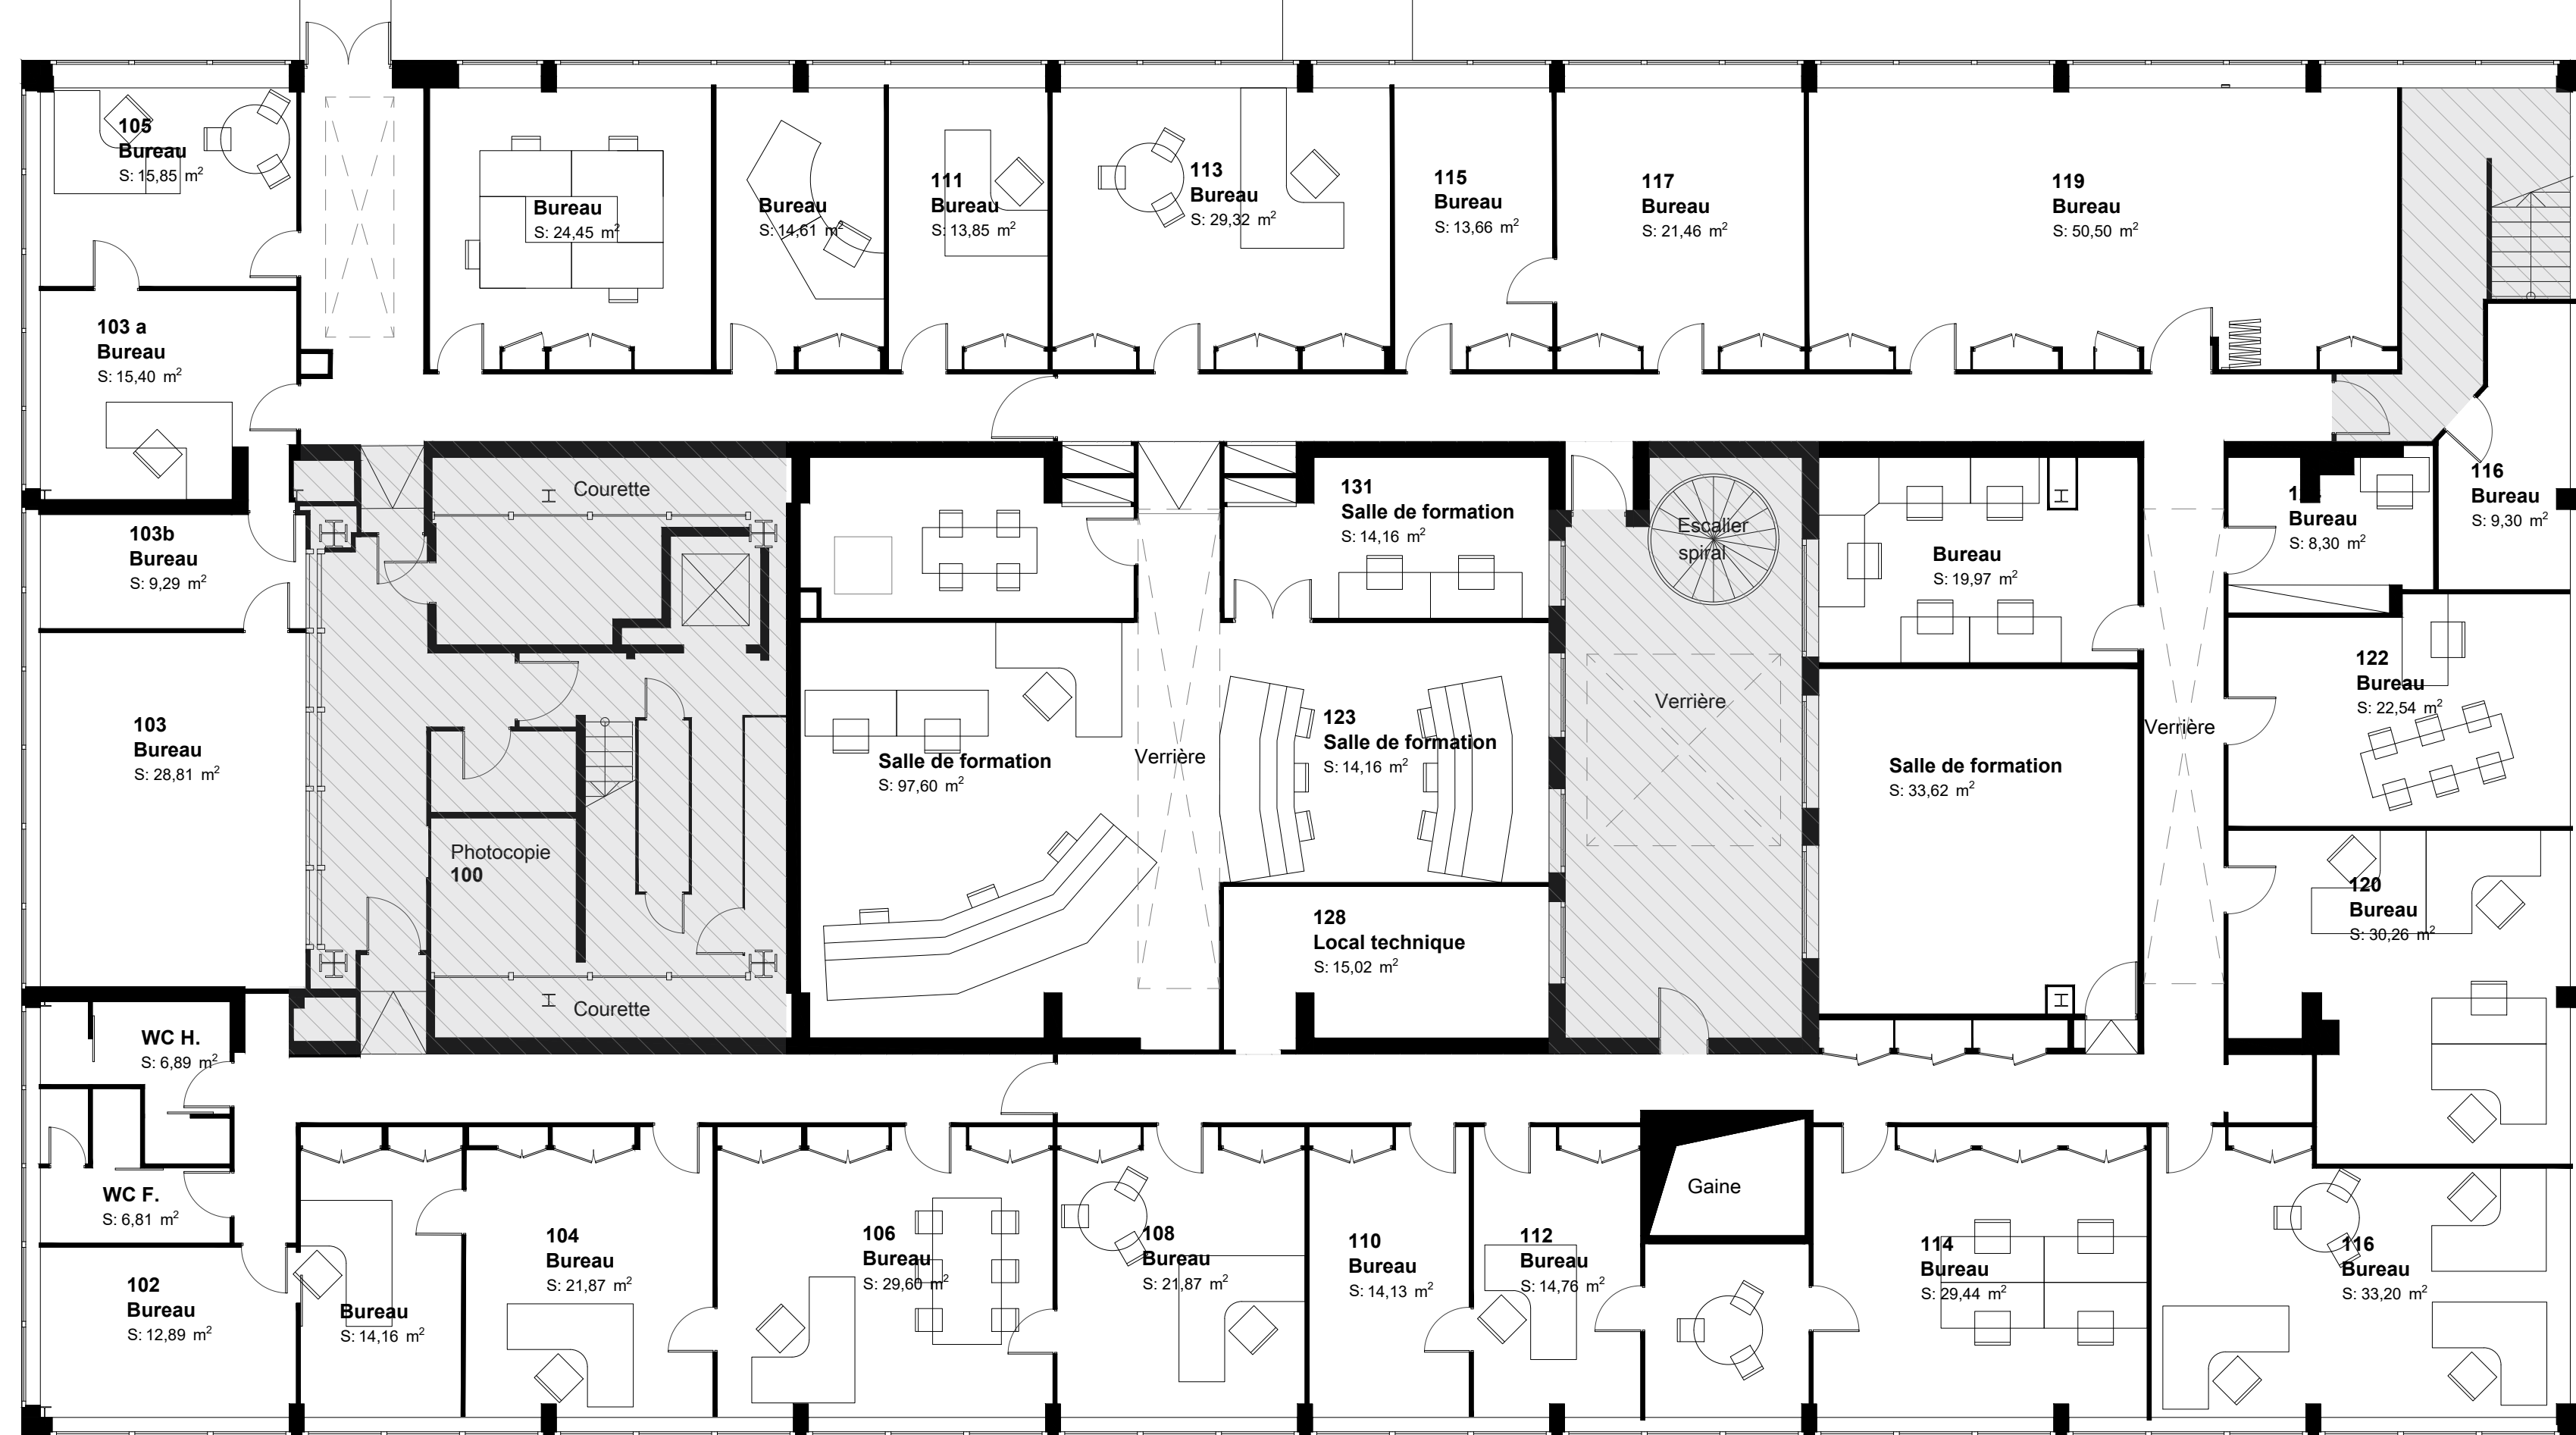 105
Bureau
S: 15,85 m²
Bureau
S: 24,45 m²
Bureau
S: 14,61 m²
111
Bureau
S: 13,85 m²
113
Bureau
S: 29,32 m²
115
Bureau
S: 13,66 m²
117
Bureau
S: 21,46 m²
119
Bureau
S: 50,50 m²
103 a
Bureau
S: 15,40 m²
103b
Bureau
S: 9,29 m²
Courette
131
Salle de formation
S: 14,16 m²
Escalier
spiral
Bureau
S: 19,97 m²
Bureau
S: 8,30 m²
116
Bureau
S: 9,30 m²
103
Bureau
S: 28,81 m²
Photocopie
100
Courette
Salle de formation
S: 97,60 m²
Verrière
123
Salle de formation
S: 14,16 m²
Verrière
Salle de formation
S: 33,62 m²
Verrière
122
Bureau
S: 22,54 m²
120
Bureau
S: 30,26 m²
128
Local technique
S: 15,02 m²
WC H.
S: 6,89 m²
WC F.
S: 6,81 m²
102
Bureau
S: 12,89 m²
Bureau
S: 14,16 m²
104
Bureau
S: 21,87 m²
106
Bureau
S: 29,60 m²
108
Bureau
S: 21,87 m²
110
Bureau
S: 14,13 m²
112
Bureau
S: 14,76 m²
Gaine
114
Bureau
S: 29,44 m²
116
Bureau
S: 33,20 m²